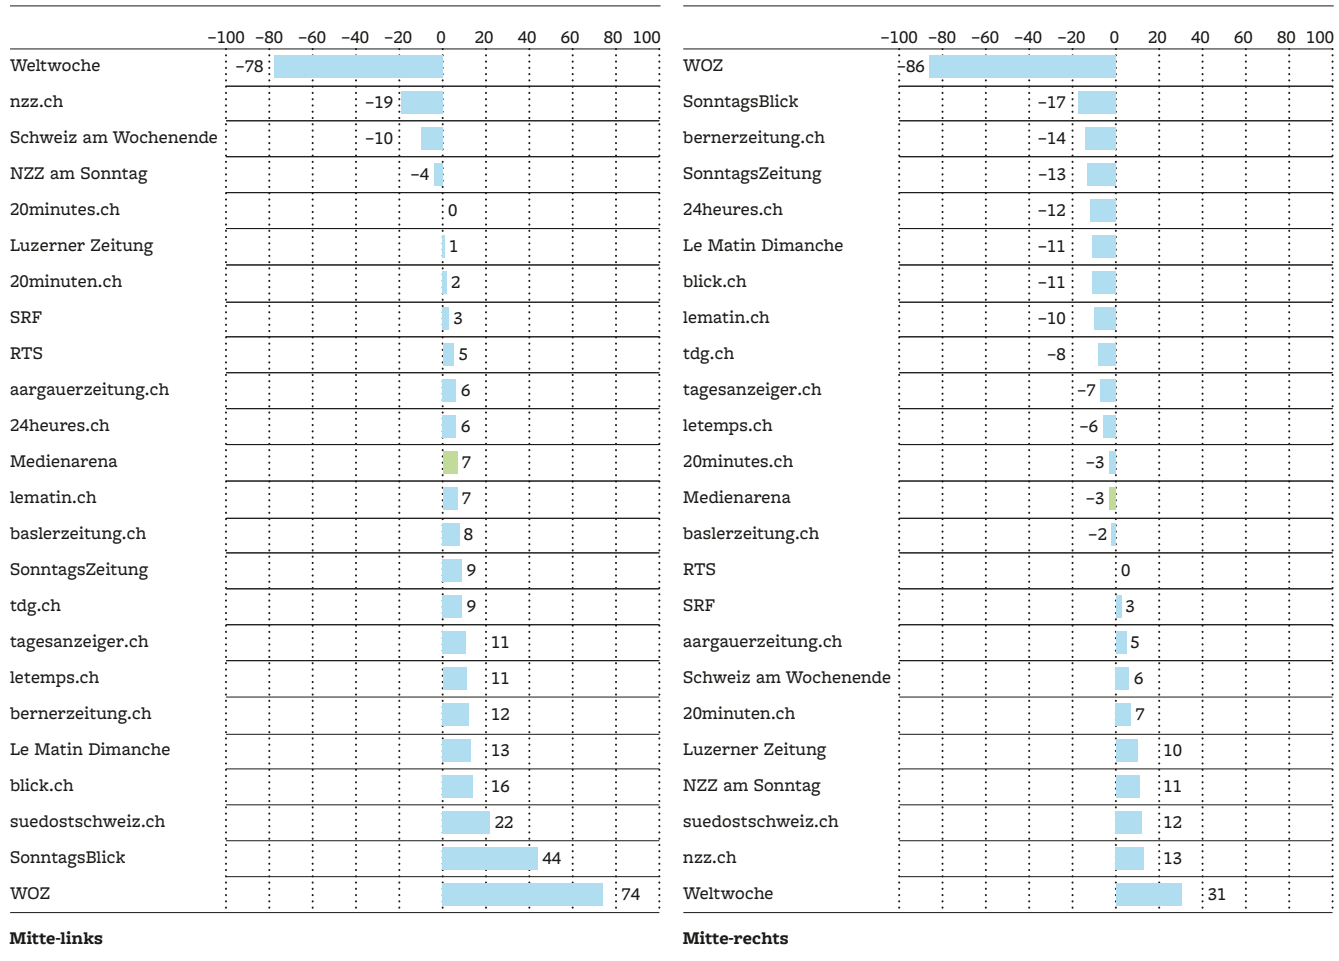 −100 −80 −60 −40 −20 0 20 40 60 80 100
Weltwoche −78
nzz.ch −19
Schweiz am Wochenende −10
NZZ am Sonntag −4
20minutes.ch 0
Luzerner Zeitung 1
20minuten.ch 2
SRF 3
RTS 5
aargauerzeitung.ch 6
24heures.ch 6
Medienarena 7
lematin.ch 7
baslerzeitung.ch 8
SonntagsZeitung 9
tdg.ch 9
tagesanzeiger.ch 11
letemps.ch 11
bernerzeitung.ch 12
Le Matin Dimanche 13
blick.ch 16
suedostschweiz.ch 22
SonntagsBlick 44
WOZ 74
Mitte-links
−100 −80 −60 −40 −20 0 20 40 60 80 100
WOZ −86
SonntagsBlick −17
bernerzeitung.ch −14
SonntagsZeitung −13
24heures.ch −12
Le Matin Dimanche −11
blick.ch −11
lematin.ch −10
tdg.ch −8
tagesanzeiger.ch −7
letemps.ch −6
20minutes.ch −3
Medienarena −3
baslerzeitung.ch −2
RTS 0
SRF 3
aargauerzeitung.ch 5
Schweiz am Wochenende 6
20minuten.ch 7
Luzerner Zeitung 10
NZZ am Sonntag 11
suedostschweiz.ch 12
nzz.ch 13
Weltwoche 31
Mitte-rechts